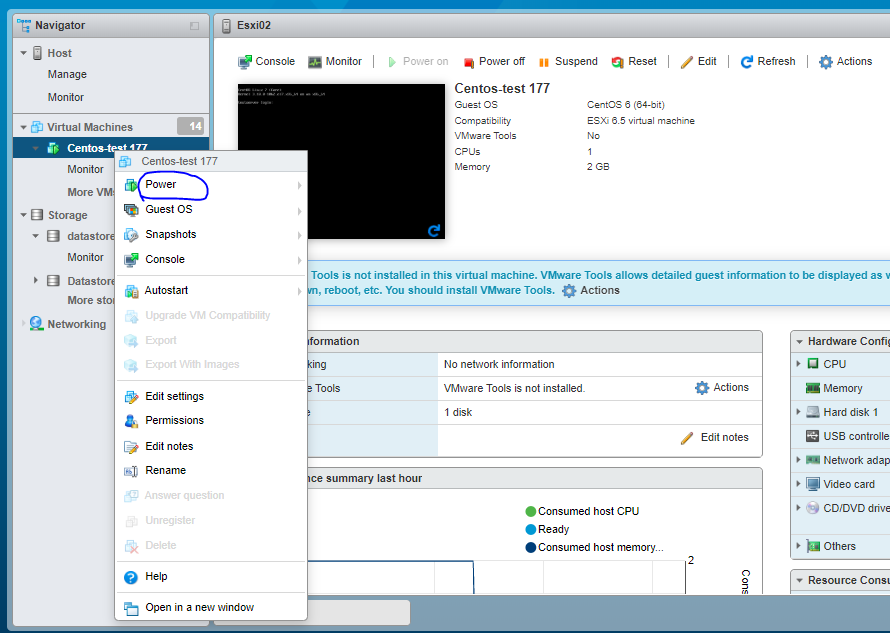 Navigator
Host
Manage
Monitor
Virtual Machines 14
Centos-test 177
Monitor
More VMs
Storage
datastore
Monitor
Datastore
More sto
Networking
Centos-test 177
Power
Guest OS
Snapshots
Console
Autostart
Upgrade VM Compatibility
Export
Export With Images
Edit settings
Permissions
Edit notes
Rename
Answer question
Unregister
Delete
Help
Open in a new window
Esxi02
Console Monitor Power on Power off Suspend Reset Edit Refresh Actions
Centos-test 177
Guest OS CentOS 6 (64-bit)
Compatibility ESXi 6.5 virtual machine
VMware Tools No
CPUs 1
Memory 2 GB
Tools is not installed in this virtual machine. VMware Tools allows detailed guest information to be displayed as w
wn, reboot, etc. You should install VMware Tools. Actions
formation
king No network information
e Tools VMware Tools is not installed. Actions
e 1 disk
Edit notes
nce summary last hour
Consumed host CPU
Ready
Consumed host memory...
2
Cons
Hardware Config
CPU
Memory
Hard disk 1
USB controlle
Network adap
Video card
CD/DVD drive
Others
Resource Consu